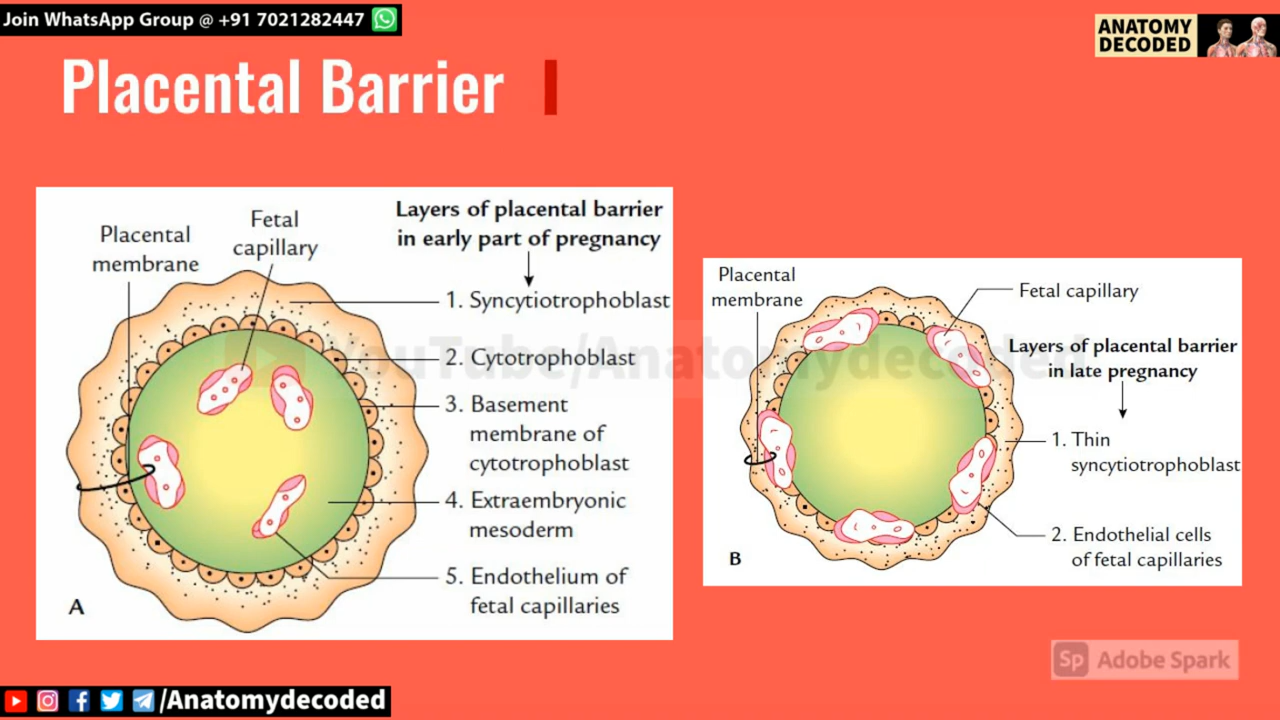 Join WhatsApp Group @ +91 7021282447
ANATOMY
DECODED
Placental Barrier
Placental
membrane
Fetal
capillary
Layers of placental barrier
in early part of pregnancy
1. Syncytiotrophoblast
2. Cytotrophoblast
3. Basement
membrane of
cytotrophoblast
4. Extraembryonic
mesoderm
5. Endothelium of
fetal capillaries
A
Placental
membrane
Fetal capillary
Layers of placental barrier
in late pregnancy
1. Thin
syncytiotrophoblast
2. Endothelial cells
of fetal capillaries
B
YouTube/Anatomydecoded
Sp Adobe Spark
/Anatomydecoded